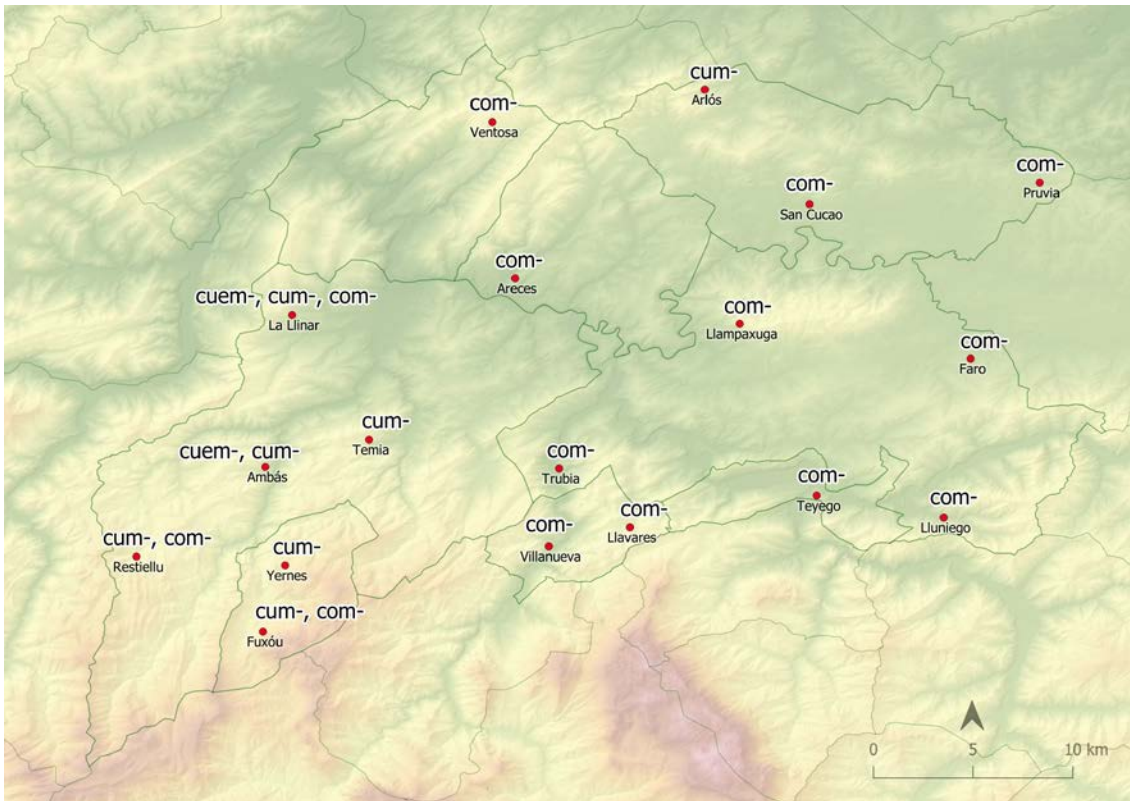 cum-
Arlós
com-
Ventosa
com-
Pruvia
com-
San Cucao
com-
Areces
cuem-, cum-, com-
La Llinar
com-
Llampaxuga
com-
Faro
cum-
Temia
cuem-, cum-
Ambás
com-
Trubia
com-
Teyego
com-
Lluniego
com-
Llavares
com-
Villanueva
cum-, com-
Restiellu
cum-
Yernes
cum-, com-
Fuxóu
0 5 10 km